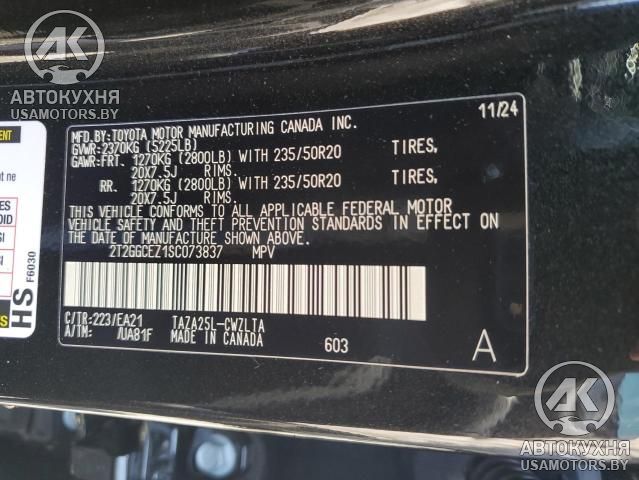 АК
АВТОКУХНЯ
USAMOTORS.BY
11/24
MFD.BY:TOYOTA MOTOR MANUFACTURING CANADA INC.
GVWR:2370KG (5225LB)
GAWR:FRT. 1270KG (2800LB) WITH 235/50R20 TIRES,
20X7.5J RIMS.
RR. 1270KG (2800LB) WITH 235/50R20 TIRES,
20X7.5J RIMS.
THIS VEHICLE CONFORMS TO ALL APPLICABLE FEDERAL MOTOR
VEHICLE SAFETY AND THEFT PREVENTION STANDARDS IN EFFECT ON
THE DATE OF MANUFACTURE SHOWN ABOVE.
2T2GGCEZ1SC073837 MPV
C/TR:223/EA21 TAZA25L-CWZLTA
A/TM: /UA81F MADE IN CANADA 603 A
HS F6030
АК
АВТОКУХНЯ
USAMOTORS.BY